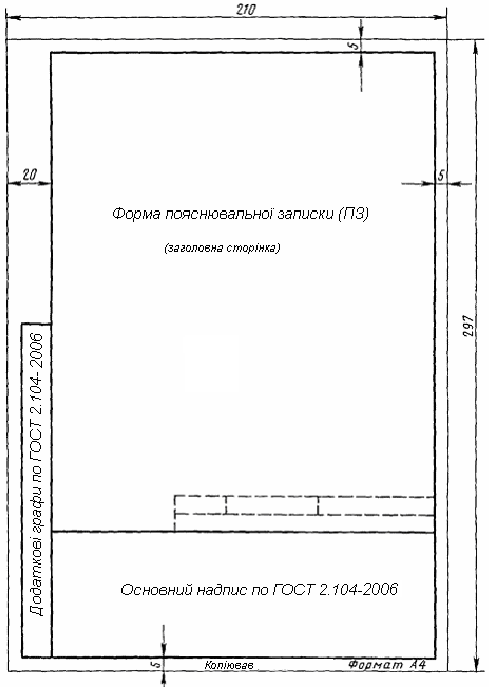 210
5
20
5
Форма пояснювальної записки (ПЗ)
(заголовна сторінка)
297
Додаткові графи по ГОСТ 2.104- 2006
Основний надпис по ГОСТ 2.104-2006
5
Копіював
Формат А4